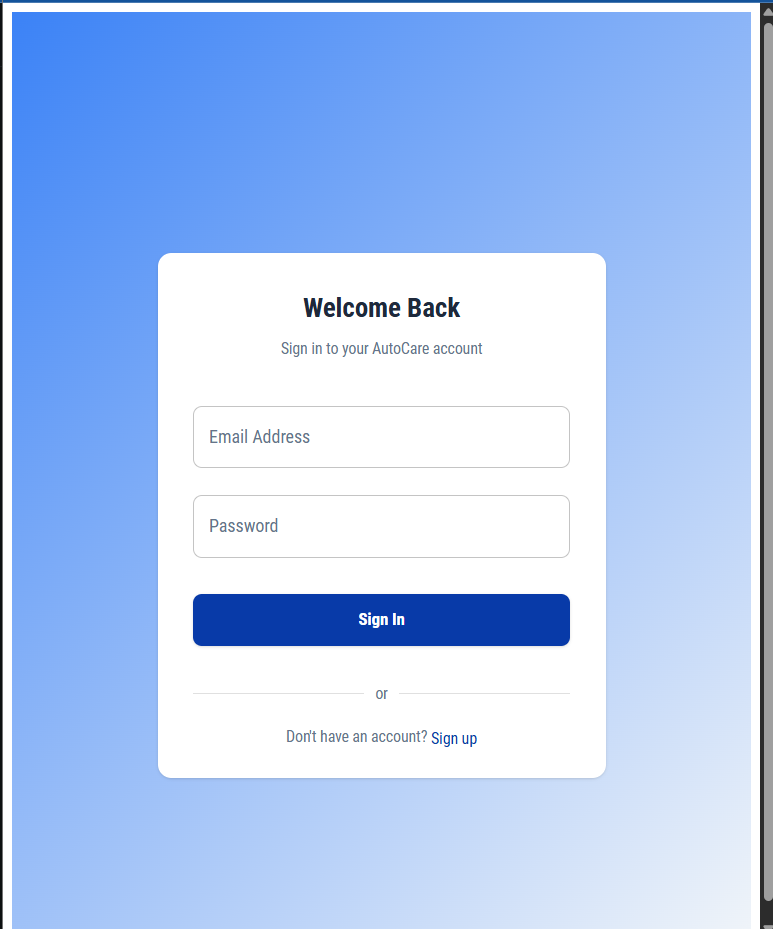 Welcome Back
Sign in to your AutoCare account
Email Address
Password
Sign In
or
Don't have an account? Sign up